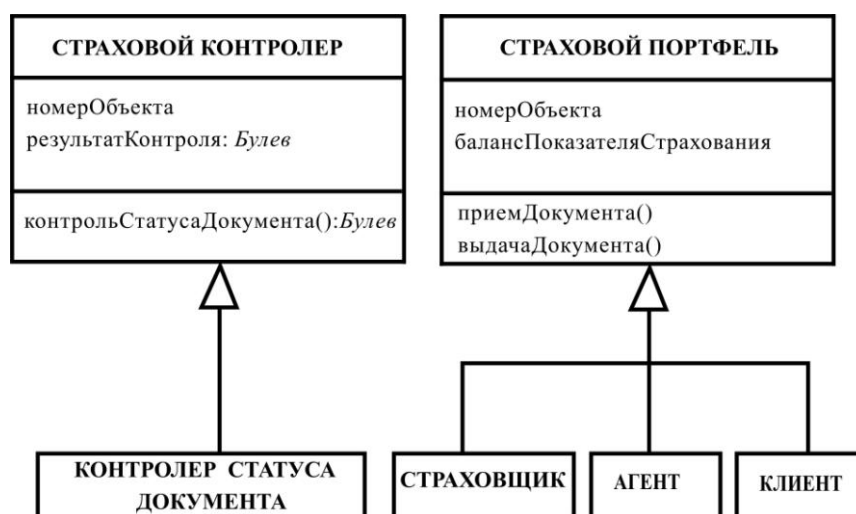 СТРАХОВОЙ КОНТРОЛЕР
номерОбъекта
результатКонтроля: Булев
контрольСтатусаДокумента():Булев
СТРАХОВОЙ ПОРТФЕЛЬ
номерОбъекта
балансПоказателяСтрахования
приемДокумента()
выдачаДокумента()
КОНТРОЛЕР СТАТУСА
ДОКУМЕНТА
СТРАХОВЩИК
АГЕНТ
КЛИЕНТ